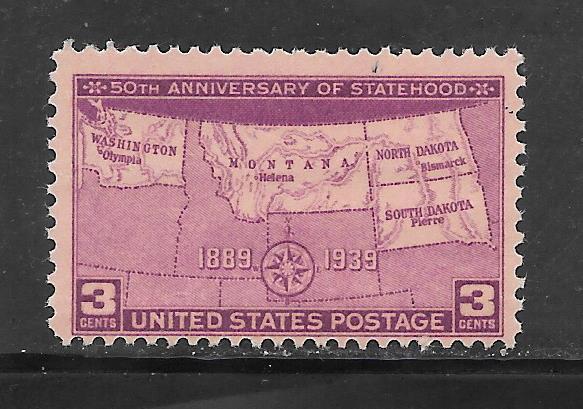 50TH ANNIVERSARY OF STATEHOOD
WASHINGTON
Olympia
MONTANA
Helena
NORTH DAKOTA
Bismarck
SOUTH DAKOTA
Pierre
1889 1939
3 CENTS
UNITED STATES POSTAGE
3 CENTS